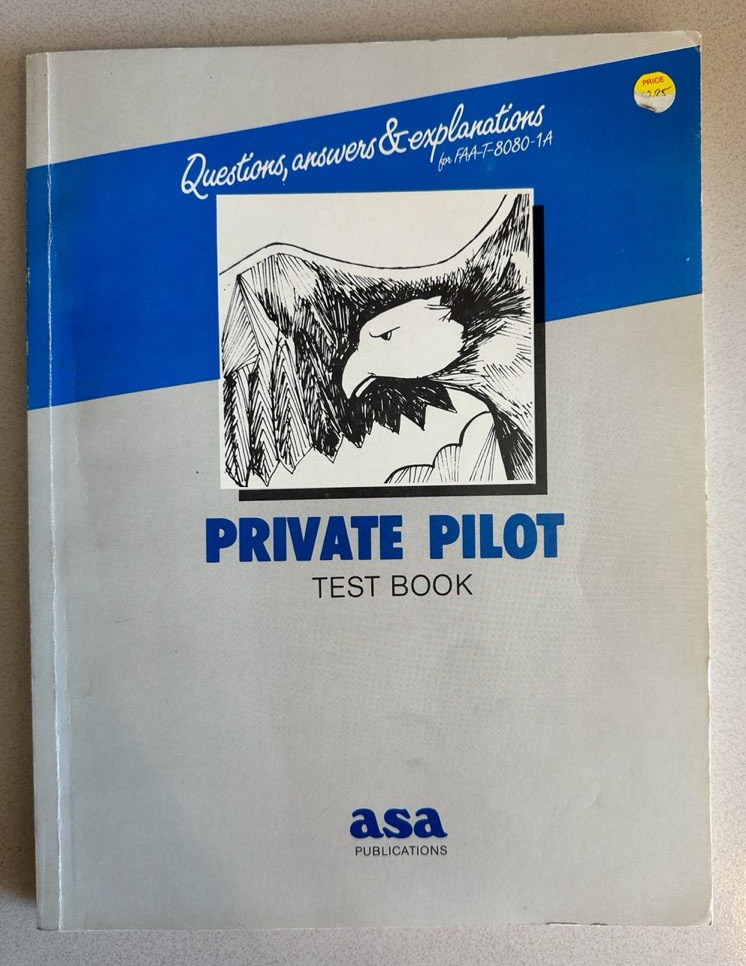 PRICE
Questions, answers & explanations
for FAA-T-8080-1A
PRIVATE PILOT
TEST BOOK
asa
PUBLICATIONS